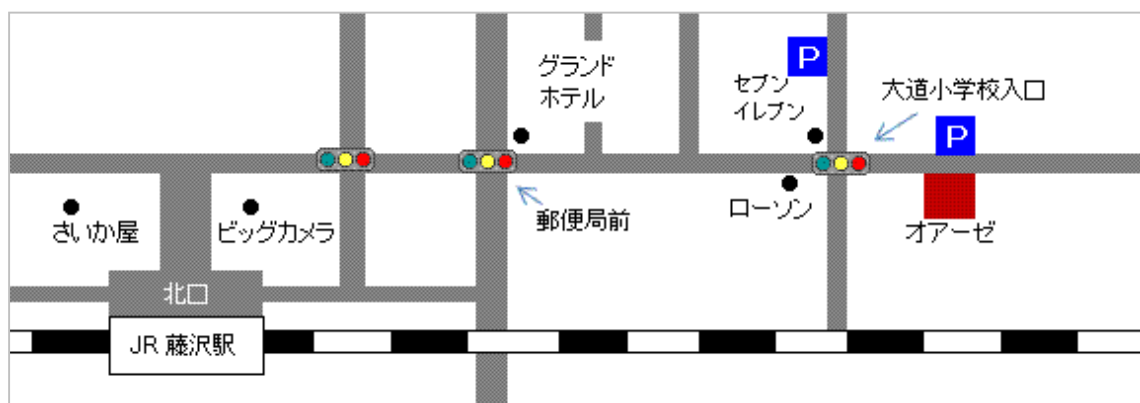 P
グランド
ホテル
セブン
イレブン
大道小学校入口
P
さいか屋
ビッグカメラ
郵便局前
ローソン
オアーゼ
北口
JR 藤沢駅